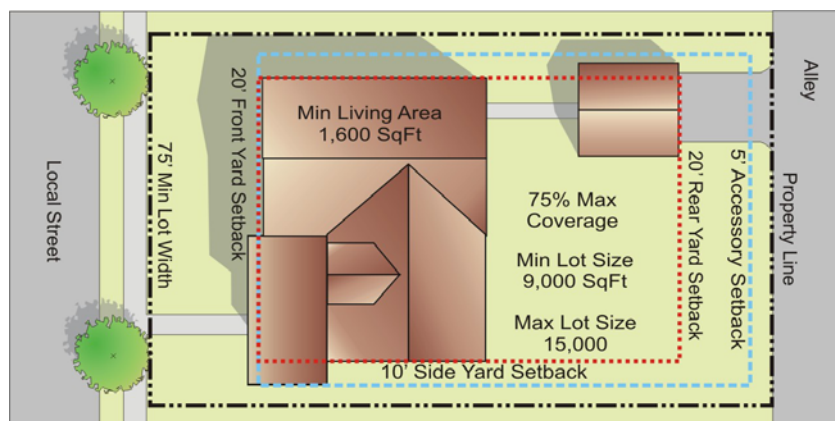 Local Street
75' Min Lot Width
20' Front Yard Setback
Min Living Area
1,600 SqFt
75% Max
Coverage
Min Lot Size
9,000 SqFt
Max Lot Size
15,000
10' Side Yard Setback
20' Rear Yard Setback
5' Accessory Setback
Property Line
Alley